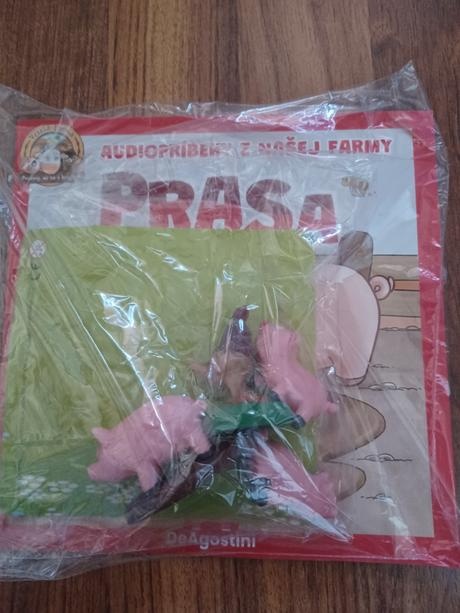 AUDIOPRÍBEHY Z NAŠEJ FARMY
PRASA
DeAgostini